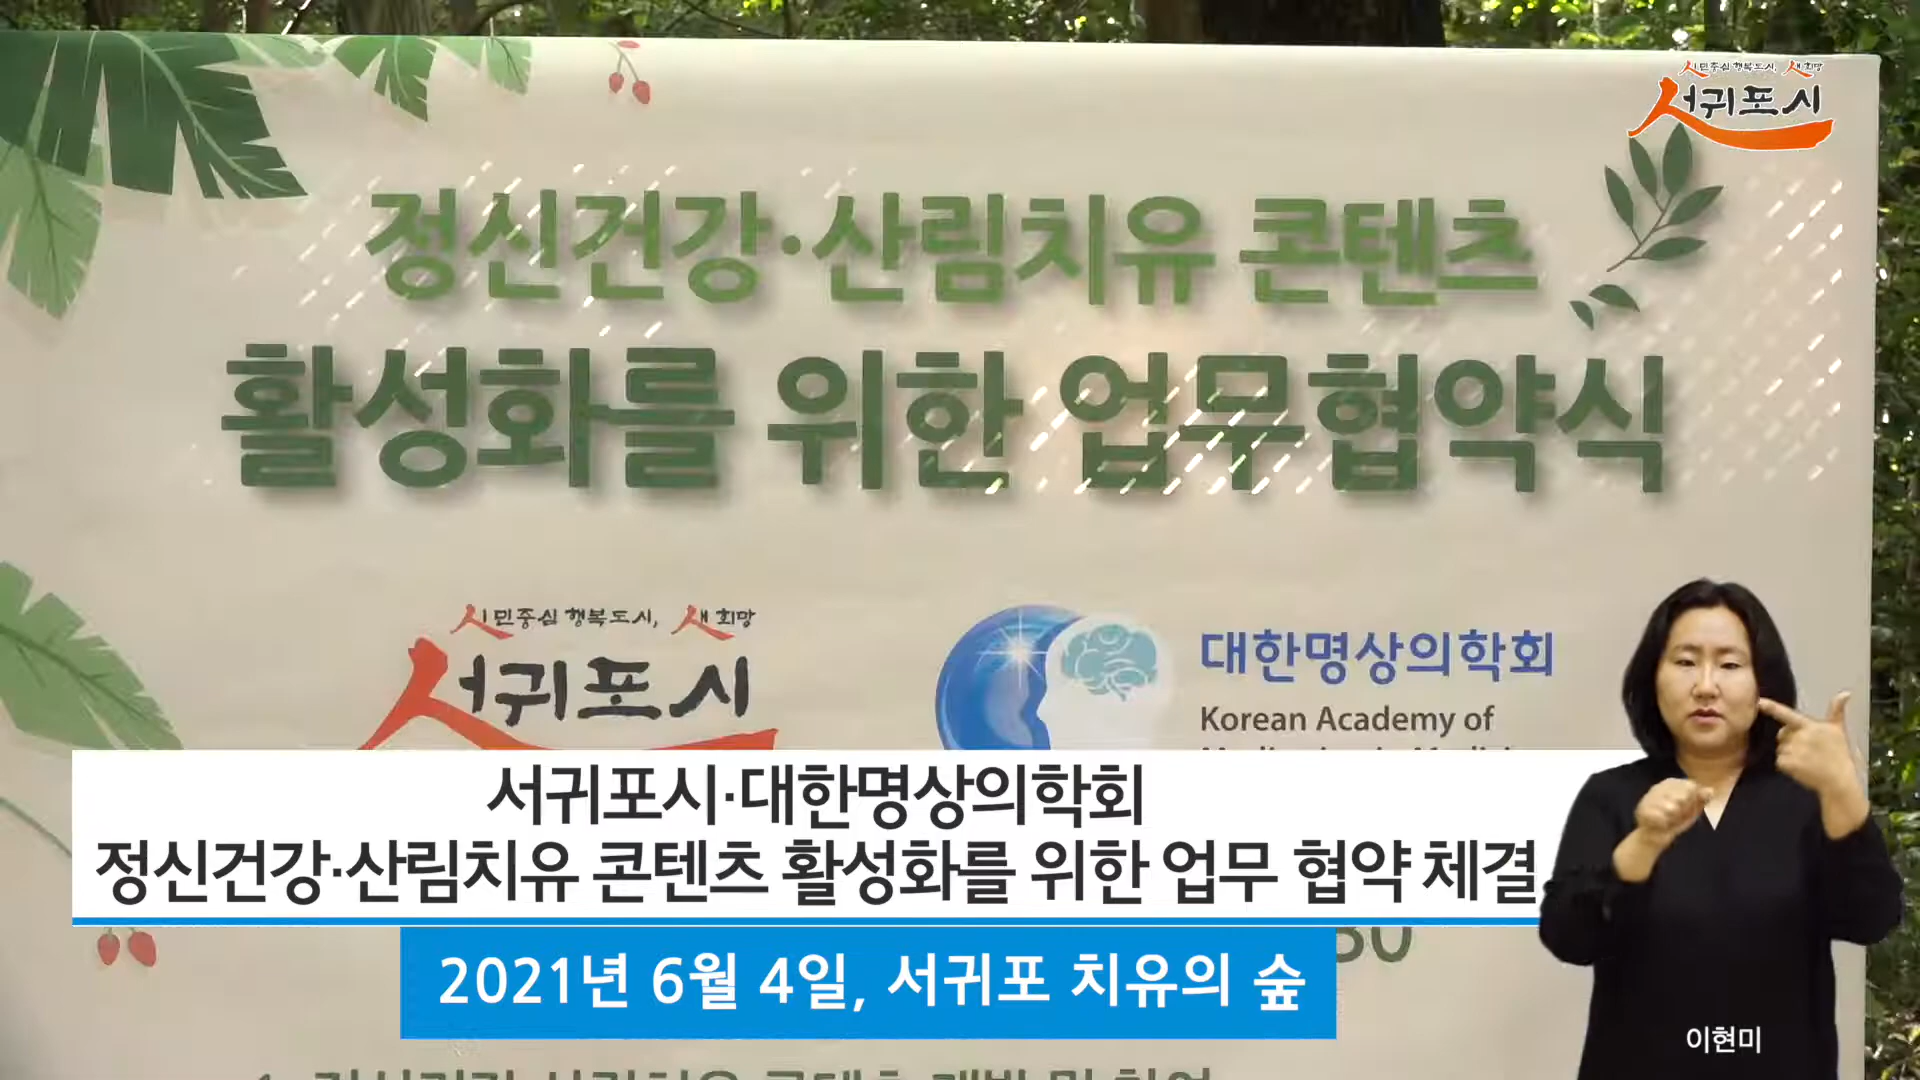 시민중심 행복도시, 새희망
서귀포시
정신건강·산림치유 콘텐츠
활성화를 위한 업무협약식
시민중심 행복도시, 새희망
서귀포시
대한명상의학회
Korean Academy of
서귀포시·대한명상의학회
정신건강·산림치유 콘텐츠 활성화를 위한 업무 협약 체결
2021년 6월 4일, 서귀포 치유의 숲
이현미